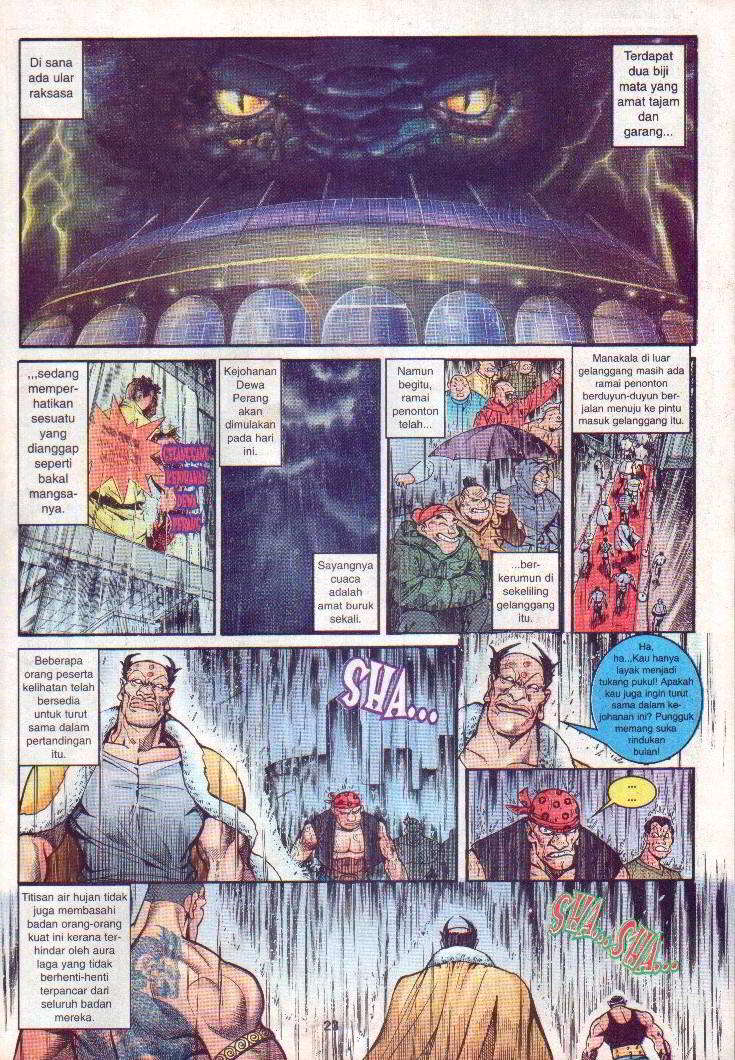 Di sana
ada ular
raksasa
Terdapat
dua biji
mata yang
amat tajam
dan
garang...
,,,sedang
memper-
hatikan
sesuatu
yang
dianggap
seperti
bakal
mangsa-
nya.
GELANGGANG
KEJOHANAN
DEWA
PERANG
Kejohanan
Dewa
Perang
akan
dimulakan
pada hari
ini.
Sayangnya
cuaca
adalah
amat buruk
sekali.
Namun
begitu,
ramai
penonton
telah...
...ber-
kerumun di
sekeliling
gelanggang
itu.
Manakala di luar
gelanggang masih ada
ramai penonton
berduyun-duyun ber-
jalan menuju ke pintu
masuk gelanggang itu.
Beberapa
orang peserta
kelihatan telah
bersedia
untuk turut
sama dalam
pertandingan
itu.
SHA...
Ha,
ha...Kau hanya
layak menjadi
tukang pukul! Apakah
kau juga ingin turut
sama dalam ke-
johanan ini? Pungguk
memang suka
rindukan
bulan!
...
...
Titisan air hujan tidak
juga membasahi
badan orang-orang
kuat ini kerana ter-
hindar oleh aura
laga yang tidak
berhenti-henti
terpancar dari
seluruh badan
mereka.
SHA...SHA...
23